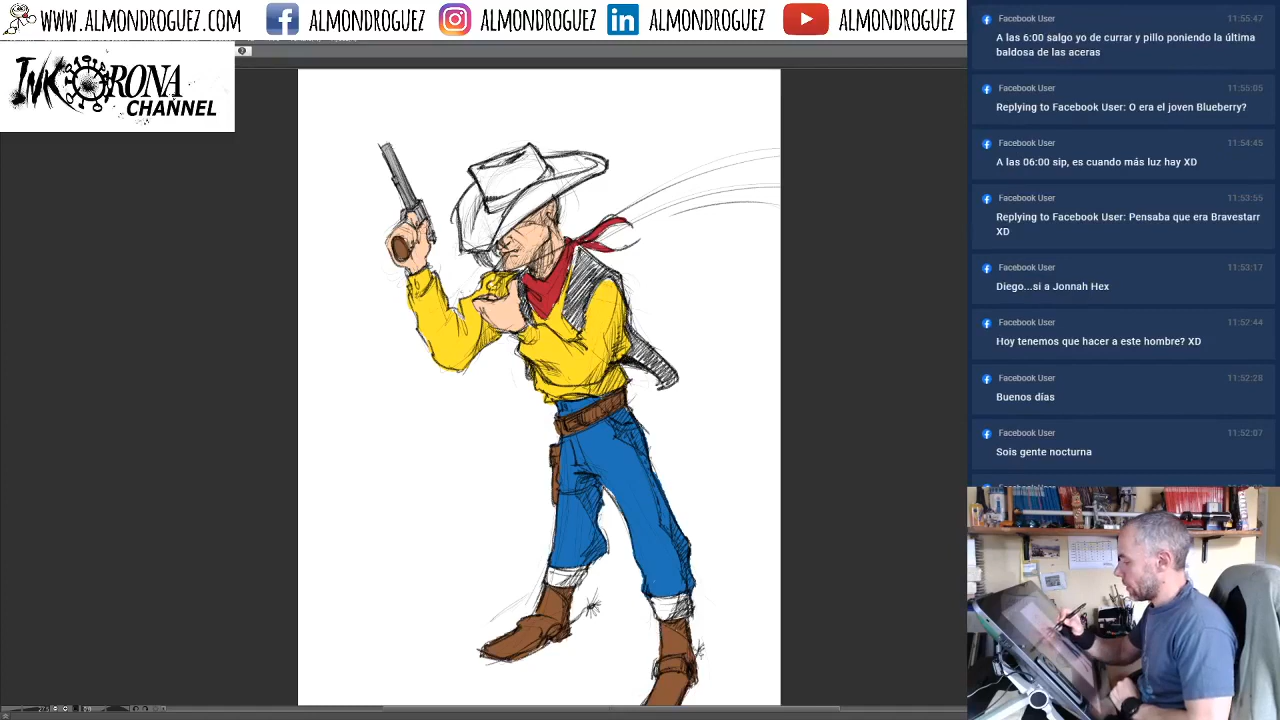 WWW.ALMONDROGUEZ.COM
ALMONDROGUEZ
ALMONDROGUEZ
ALMONDROGUEZ
ALMONDROGUEZ
INKORONA
CHANNEL
Facebook User 11:55:47
A las 6:00 salgo yo de currar y pillo poniendo la última
baldosa de las aceras
Facebook User 11:55:05
Replying to Facebook User: O era el joven Blueberry?
Facebook User 11:54:45
A las 06:00 sip, es cuando más luz hay XD
Facebook User 11:53:55
Replying to Facebook User: Pensaba que era Bravestarr
XD
Facebook User 11:53:17
Diego...si a Jonnah Hex
Facebook User 11:52:44
Hoy tenemos que hacer a este hombre? XD
Facebook User 11:52:28
Buenos días
Facebook User 11:52:07
Sois gente nocturna